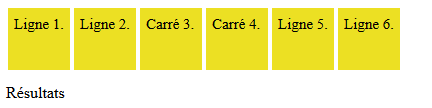 Ligne 1. Ligne 2. Carré 3. Carré 4. Ligne 5. Ligne 6.
Résultats